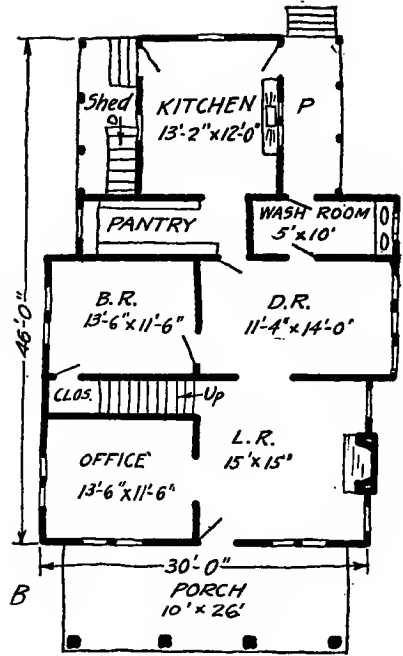 Shed
KITCHEN
13'-2"x12'-0"
P
PANTRY
WASH ROOM
5'x10'
B.R.
13'-6"x11'-6"
D.R.
11'-4"x14'-0"
46'-0"
CLOS.
Up
L.R.
15'x15"
OFFICE
13'-6"x11'-6"
30'-0"
B
PORCH
10'x26'